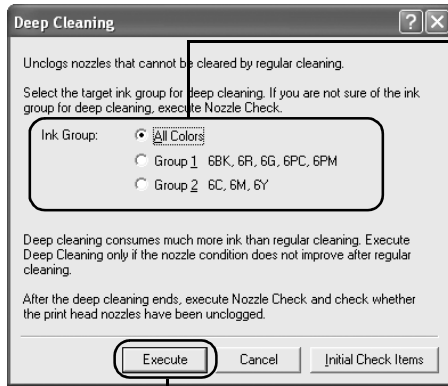 Deep Cleaning
Unclogs nozzles that cannot be cleared by regular cleaning.
Select the target ink group for deep cleaning. If you are not sure of the ink
group for deep cleaning, execute Nozzle Check.
Ink Group: All Colors
Group 1 6BK, 6R, 6G, 6PC, 6PM
Group 2 6C, 6M, 6Y
Deep cleaning consumes much more ink than regular cleaning. Execute
Deep Cleaning only if the nozzle condition does not improve after regular
cleaning.
After the deep cleaning ends, execute Nozzle Check and check whether
the print head nozzles have been unclogged.
Execute Cancel Initial Check Items